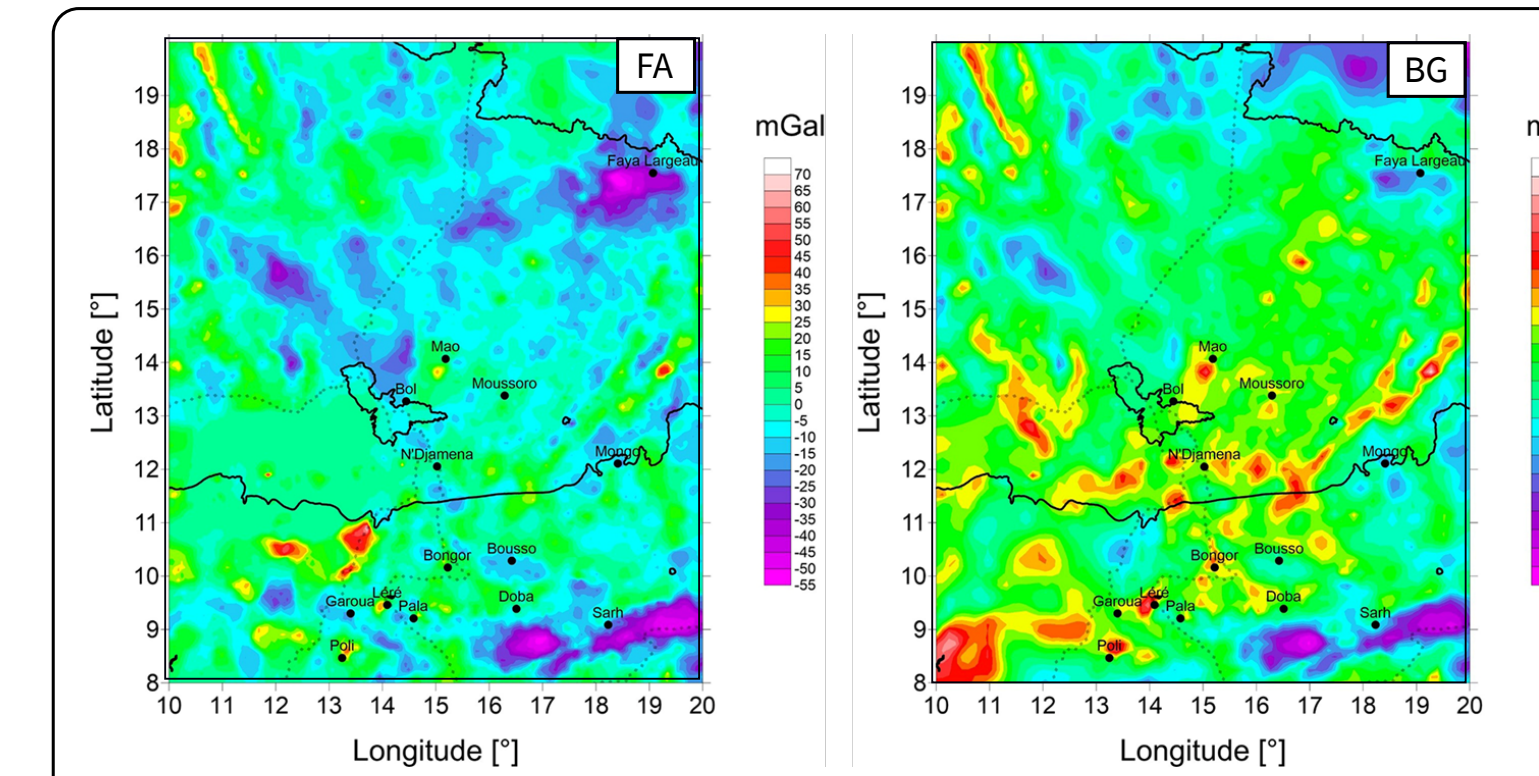 FA
BG
mGal
m
19
18
17
16
15
14
13
12
11
10
9
8
10
11
12
13
14
15
16
17
18
19
20
Latitude [°]
Longitude [°]
Faya Largeau
Mao
Bol
Moussoro
N'Djamena
Mongo
Bongor
Bousso
Léré
Garoua
Pala
Doba
Sarh
Poli
70
65
60
55
50
45
40
35
30
25
20
15
10
5
0
-5
-10
-15
-20
-25
-30
-35
-40
-45
-50
-55
19
18
17
16
15
14
13
12
11
10
9
8
10
11
12
13
14
15
16
17
18
19
20
Latitude [°]
Longitude [°]
Faya Largeau
Mao
Bol
Moussoro
N'Djamena
Mongo
Bongor
Bousso
Léré
Garoua
Pala
Doba
Sarh
Poli